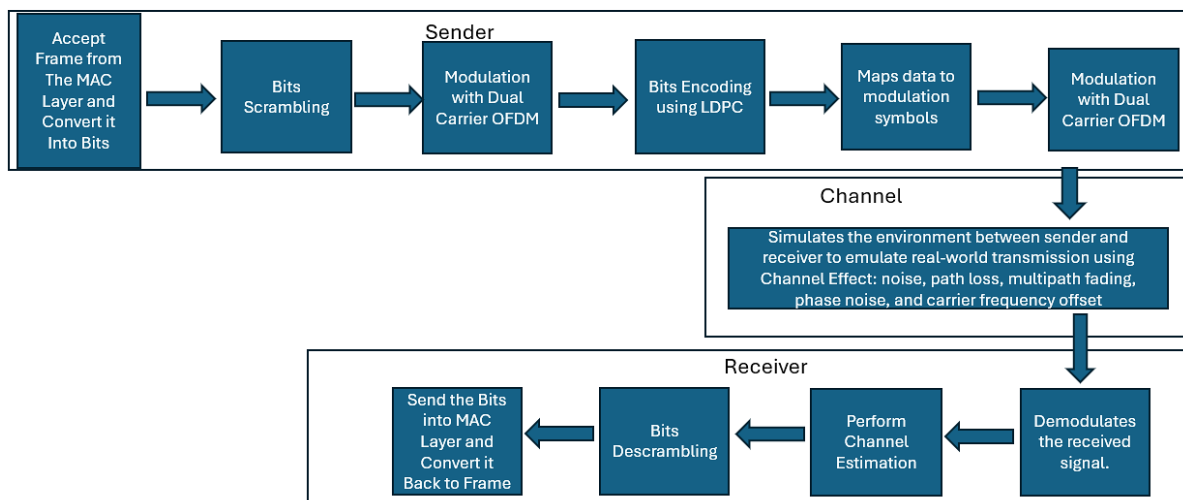 Sender
Accept
Frame from
The MAC
Layer and
Convert it
Into Bits
Bits
Scrambling
Modulation
with Dual
Carrier OFDM
Bits Encoding
using LDPC
Maps data to
modulation
symbols
Modulation
with Dual
Carrier OFDM
Channel
Simulates the environment between sender and
receiver to emulate real-world transmission using
Channel Effect: noise, path loss, multipath fading,
phase noise, and carrier frequency offset
Receiver
Demodulates
the received
signal.
Perform
Channel
Estimation
Bits
Descrambling
Send the Bits
into MAC
Layer and
Convert it
Back to Frame